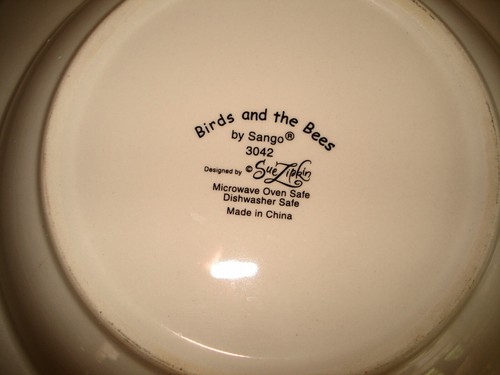 Birds and the Bees
by Sango®
3042
Designed by © Sue Zipkin
Microwave Oven Safe
Dishwasher Safe
Made in China